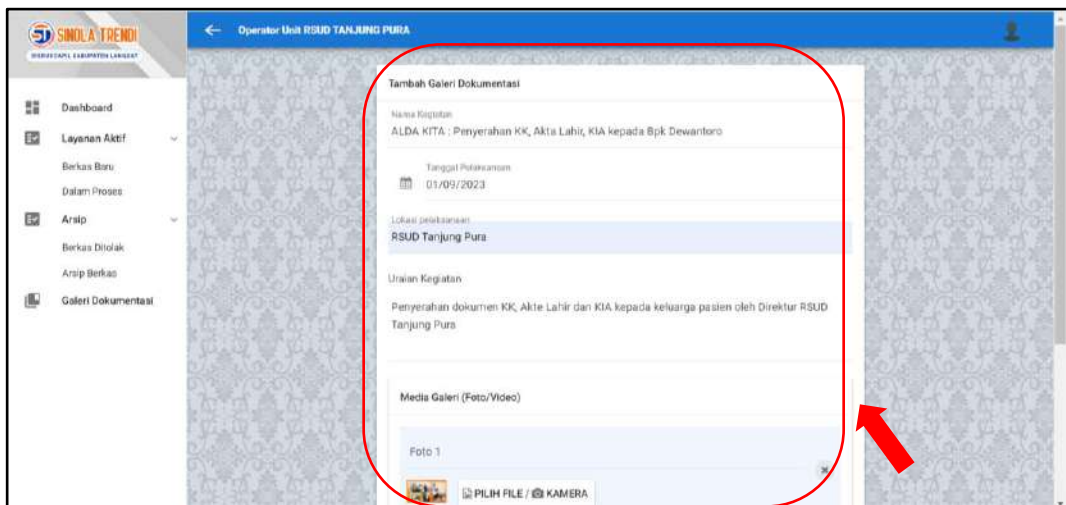 SINOLA TRENDI
DISDUKCAPIL KABUPATEN LANGKAT
Operator Unit RSUD TANJUNG PURA
Dashboard
Layanan Aktif
Berkas Baru
Dalam Proses
Arsip
Berkas Ditolak
Arsip Berkas
Galeri Dokumentasi
Tambah Galeri Dokumentasi
Nama Kegiatan
ALDA KITA : Penyerahan KK, Akta Lahir, KIA kepada Bpk Dewantoro
Tanggal Pelaksanaan
01/09/2023
Lokasi pelaksanaan
RSUD Tanjung Pura
Uraian Kegiatan
Penyerahan dokumen KK, Akte Lahir dan KIA kepada keluarga pasien oleh Direktur RSUD
Tanjung Pura
Media Galeri (Foto/Video)
Foto 1
PILIH FILE / KAMERA